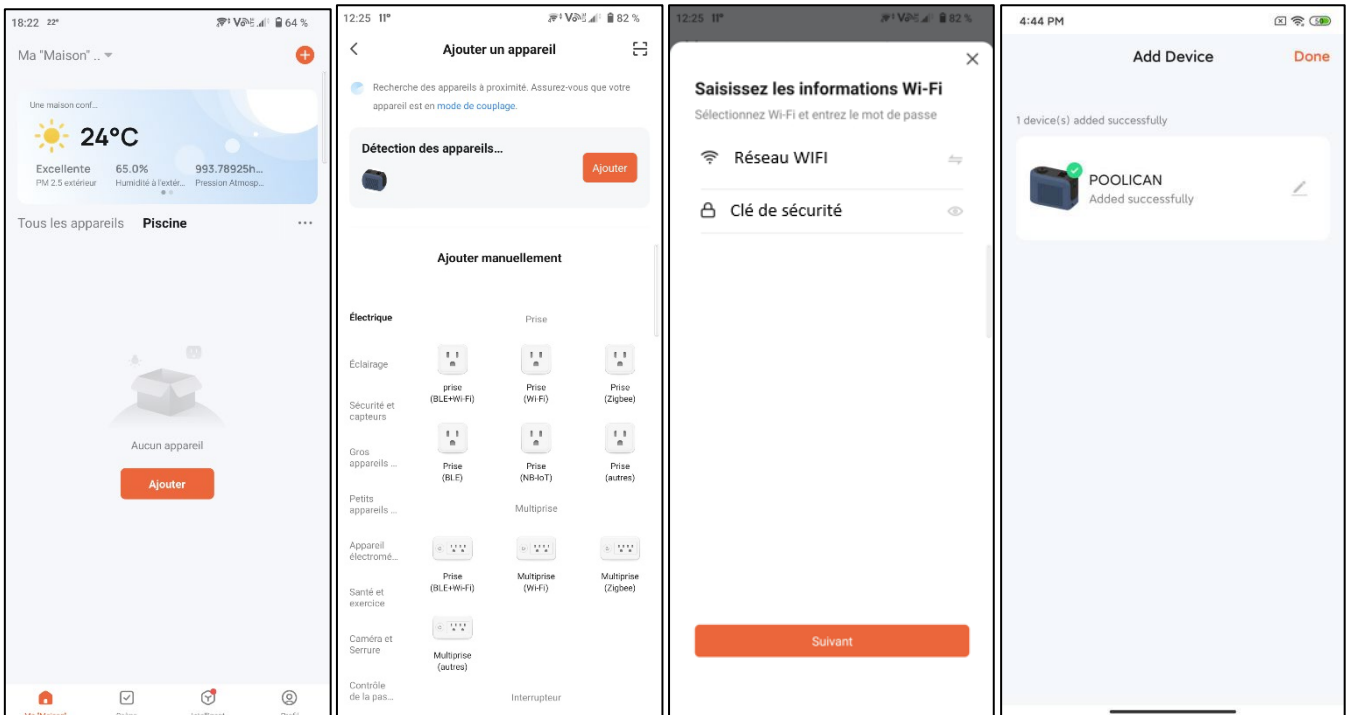 18:22 22°
64 %
Ma "Maison" ..
Une maison conf...
24°C
Excellente 65.0% 993.78925h...
PM 2.5 extérieur Humidité à l'extér... Pression Atmosp...
Tous les appareils Piscine ...
Aucun appareil
Ajouter
12:25 11°
82 %
Ajouter un appareil
Recherche des appareils à proximité. Assurez-vous que votre
appareil est en mode de couplage.
Détection des appareils...
Ajouter
Ajouter manuellement
Électrique
Éclairage
Sécurité et
capteurs
Gros
appareils ...
Petits
appareils ...
Appareil
électromé...
Santé et
exercice
Caméra et
Serrure
Contrôle
de la pas...
Prise
prise
(BLE+Wi-Fi)
Prise
(Wi-Fi)
Prise
(Zigbee)
Prise
(BLE)
Prise
(NB-IoT)
Prise
(autres)
Multiprise
Prise
(BLE+Wi-Fi)
Multiprise
(Wi-Fi)
Multiprise
(Zigbee)
Multiprise
(autres)
Interrupteur
12:25 11°
82 %
Saisissez les informations Wi-Fi
Sélectionnez Wi-Fi et entrez le mot de passe
Réseau WIFI
Clé de sécurité
Suivant
4:44 PM
Add Device Done
1 device(s) added successfully
POOLICAN
Added successfully